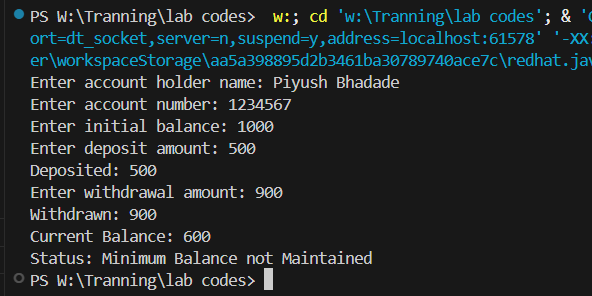 PS W:\Tranning\lab codes>  w:; cd 'w:\Tranning\lab codes'; & '
ort=dt_socket,server=n,suspend=y,address=localhost:61578' '-XX:
er\workspaceStorage\aa5a398895d2b3461ba30789740ace7c\redhat.jav
Enter account holder name: Piyush Bhadade
Enter account number: 1234567
Enter initial balance: 1000
Enter deposit amount: 500
Deposited: 500
Enter withdrawal amount: 900
Withdrawn: 900
Current Balance: 600
Status: Minimum Balance not Maintained
PS W:\Tranning\lab codes>